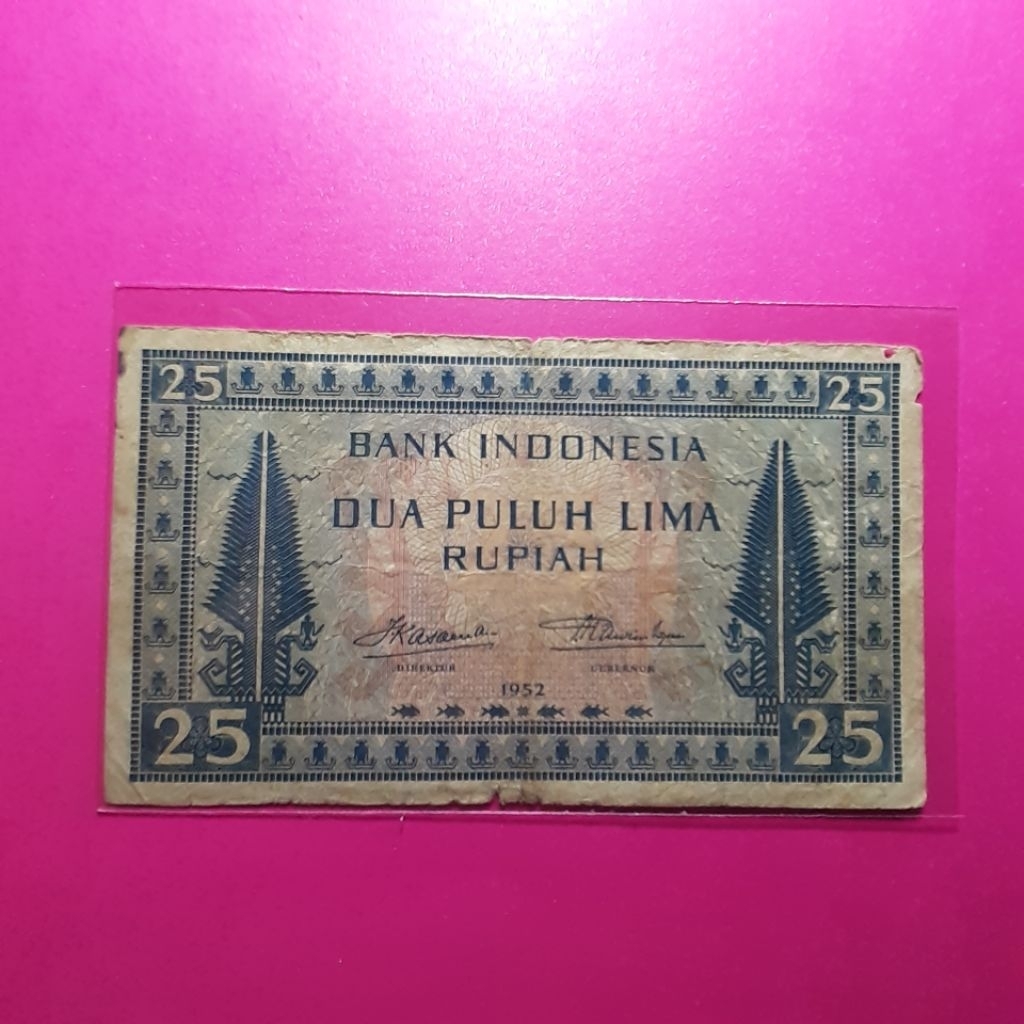 25 25
BANK INDONESIA
DUA PULUH LIMA
RUPIAH
DIREKTUR GUBERNUR
1952
25 25